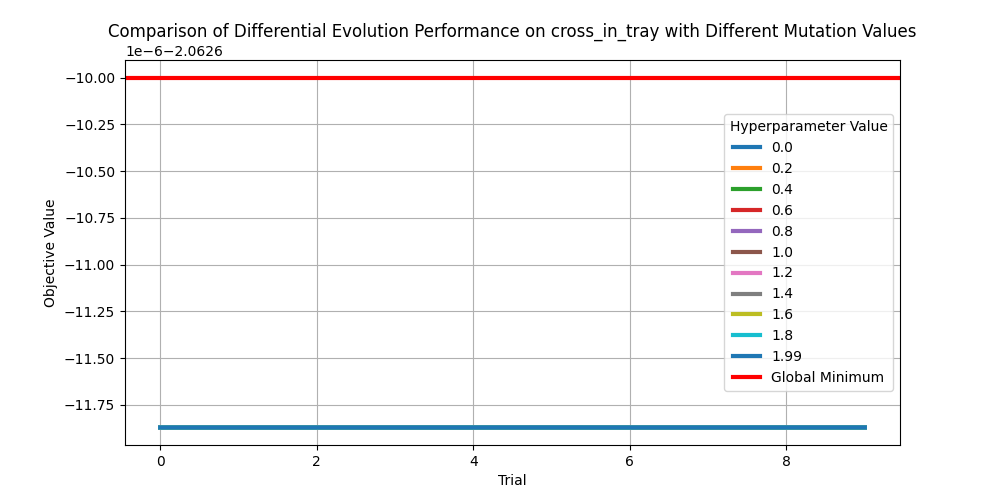 Comparison of Differential Evolution Performance on cross_in_tray with Different Mutation Values
1e−6−2.0626
−10.00
−10.25
−10.50
−10.75
−11.00
−11.25
−11.50
−11.75
Objective Value
Hyperparameter Value
0.0
0.2
0.4
0.6
0.8
1.0
1.2
1.4
1.6
1.8
1.99
Global Minimum
0 2 4 6 8
Trial